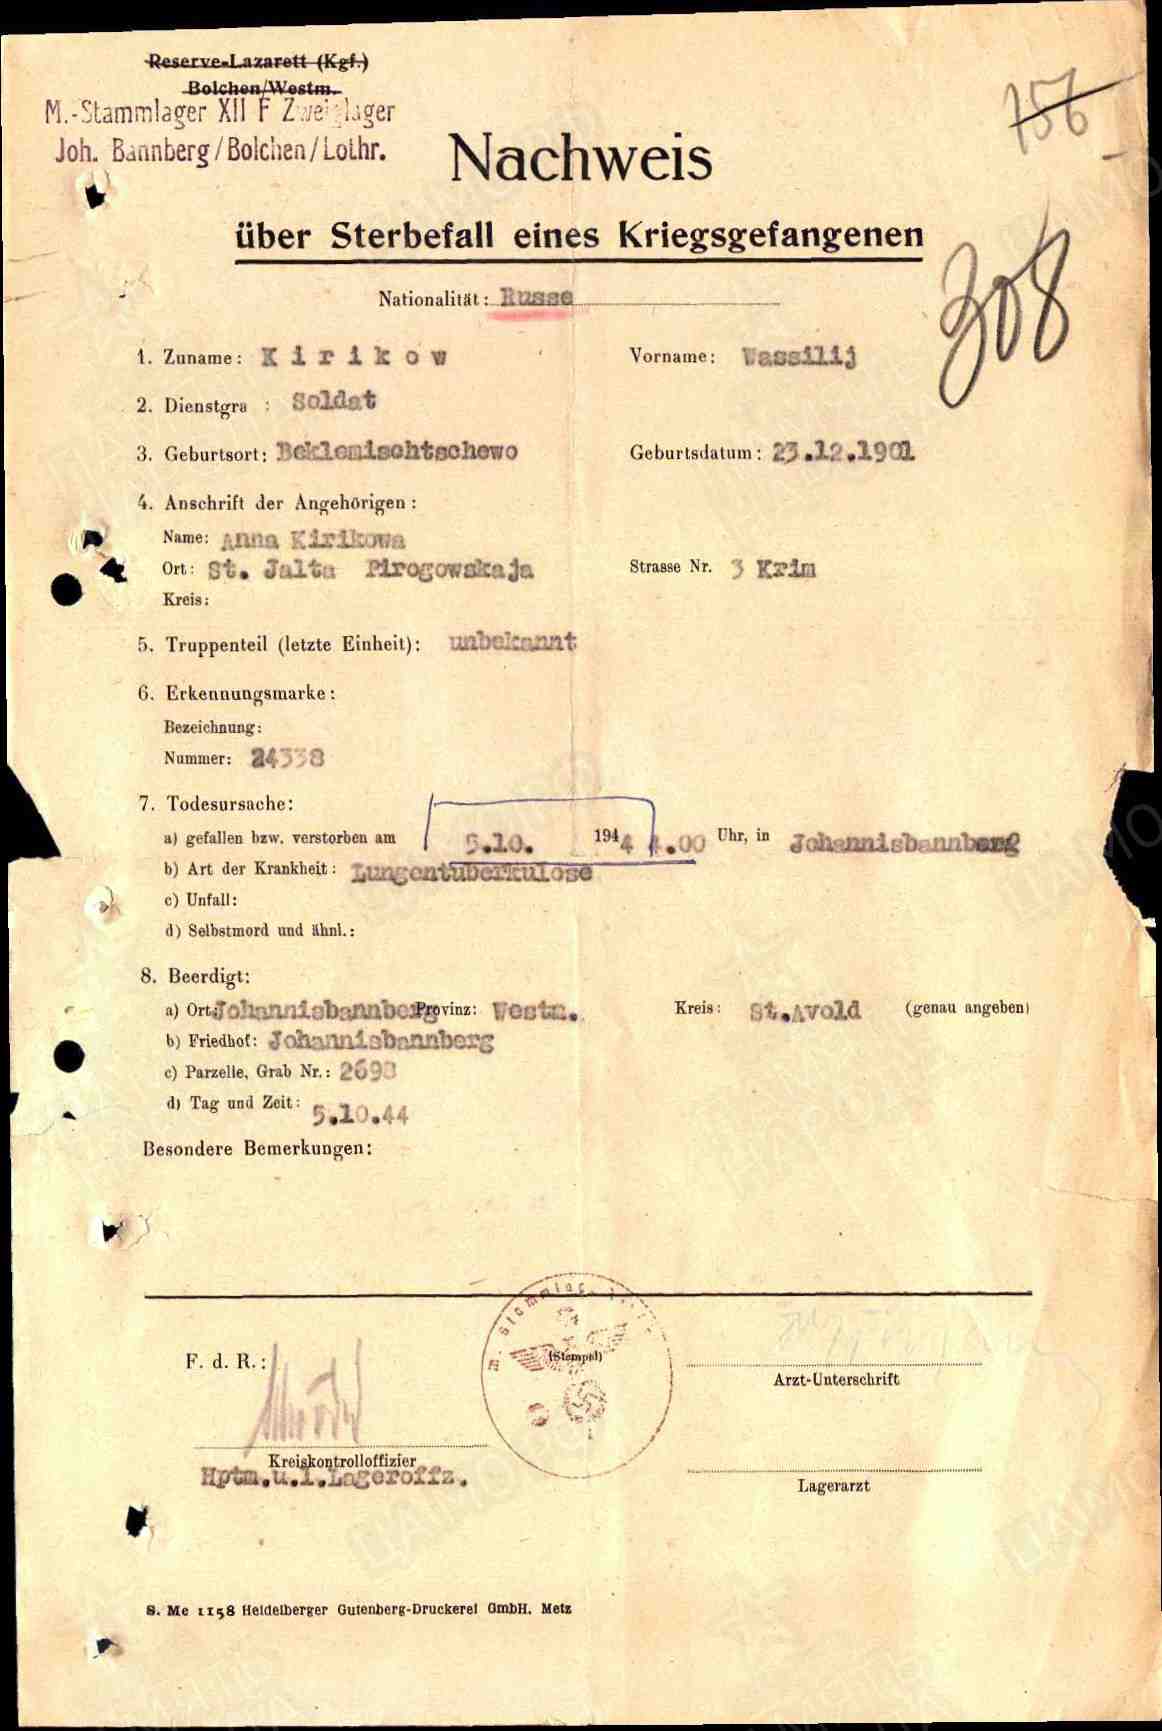 Reserve-Lazarett (Kgf.)
Bolchen/Westm.
M.-Stammlager XII F Zweiglager
Joh. Bannberg/Bolchen/Lothr.
756
308
Nachweis
über Sterbefall eines Kriegsgefangenen
Nationalität: Russe
1. Zuname: Kirikow Vorname: Wassilij
2. Dienstgra : Soldat
3. Geburtsort: Beklemischtschewo Geburtsdatum: 23.12.1901
4. Anschrift der Angehörigen:
Name: Anna Kirikowa
Ort: St. Jalta Pirogowskaja Strasse Nr. 3 Krim
Kreis:
5. Truppenteil (letzte Einheit): unbekannt
6. Erkennungsmarke:
Bezeichnung:
Nummer: 24338
7. Todesursache:
a) gefallen bzw. verstorben am 5.10. 1944 Uhr, in Johannisbannberg
b) Art der Krankheit: Lungentuberkulose
c) Unfall:
d) Selbstmord und ähnl.:
8. Beerdigt:
a) Ort: Johannisbannberg Provinz: Westm. Kreis: St.Avold (genau angeben)
b) Friedhof: Johannisbannberg
c) Parzelle, Grab Nr.: 2698
d) Tag und Zeit: 5.10.44
Besondere Bemerkungen:
M. Stammlag.
F. d. R.: (Stempel)
Arzt-Unterschrift
Kreiskontrolloffizier
Hptm.u.1.Lageroffz.
Lagerarzt
S. Me 1158 Heidelberger Gutenberg-Druckerei GmbH. Metz
ЦАМО